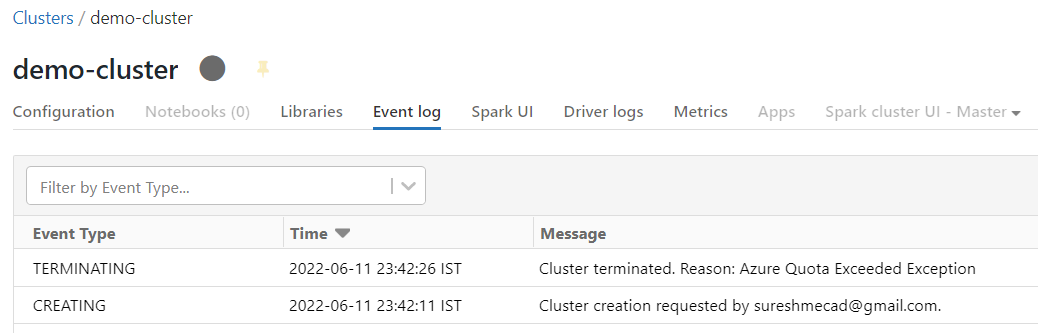 Clusters / demo-cluster
demo-cluster
Configuration Notebooks (0) Libraries Event log Spark UI Driver logs Metrics Apps Spark cluster UI - Master
Filter by Event Type...
Event Type Time Message
TERMINATING 2022-06-11 23:42:26 IST Cluster terminated. Reason: Azure Quota Exceeded Exception
CREATING 2022-06-11 23:42:11 IST Cluster creation requested by sureshmecad@gmail.com.